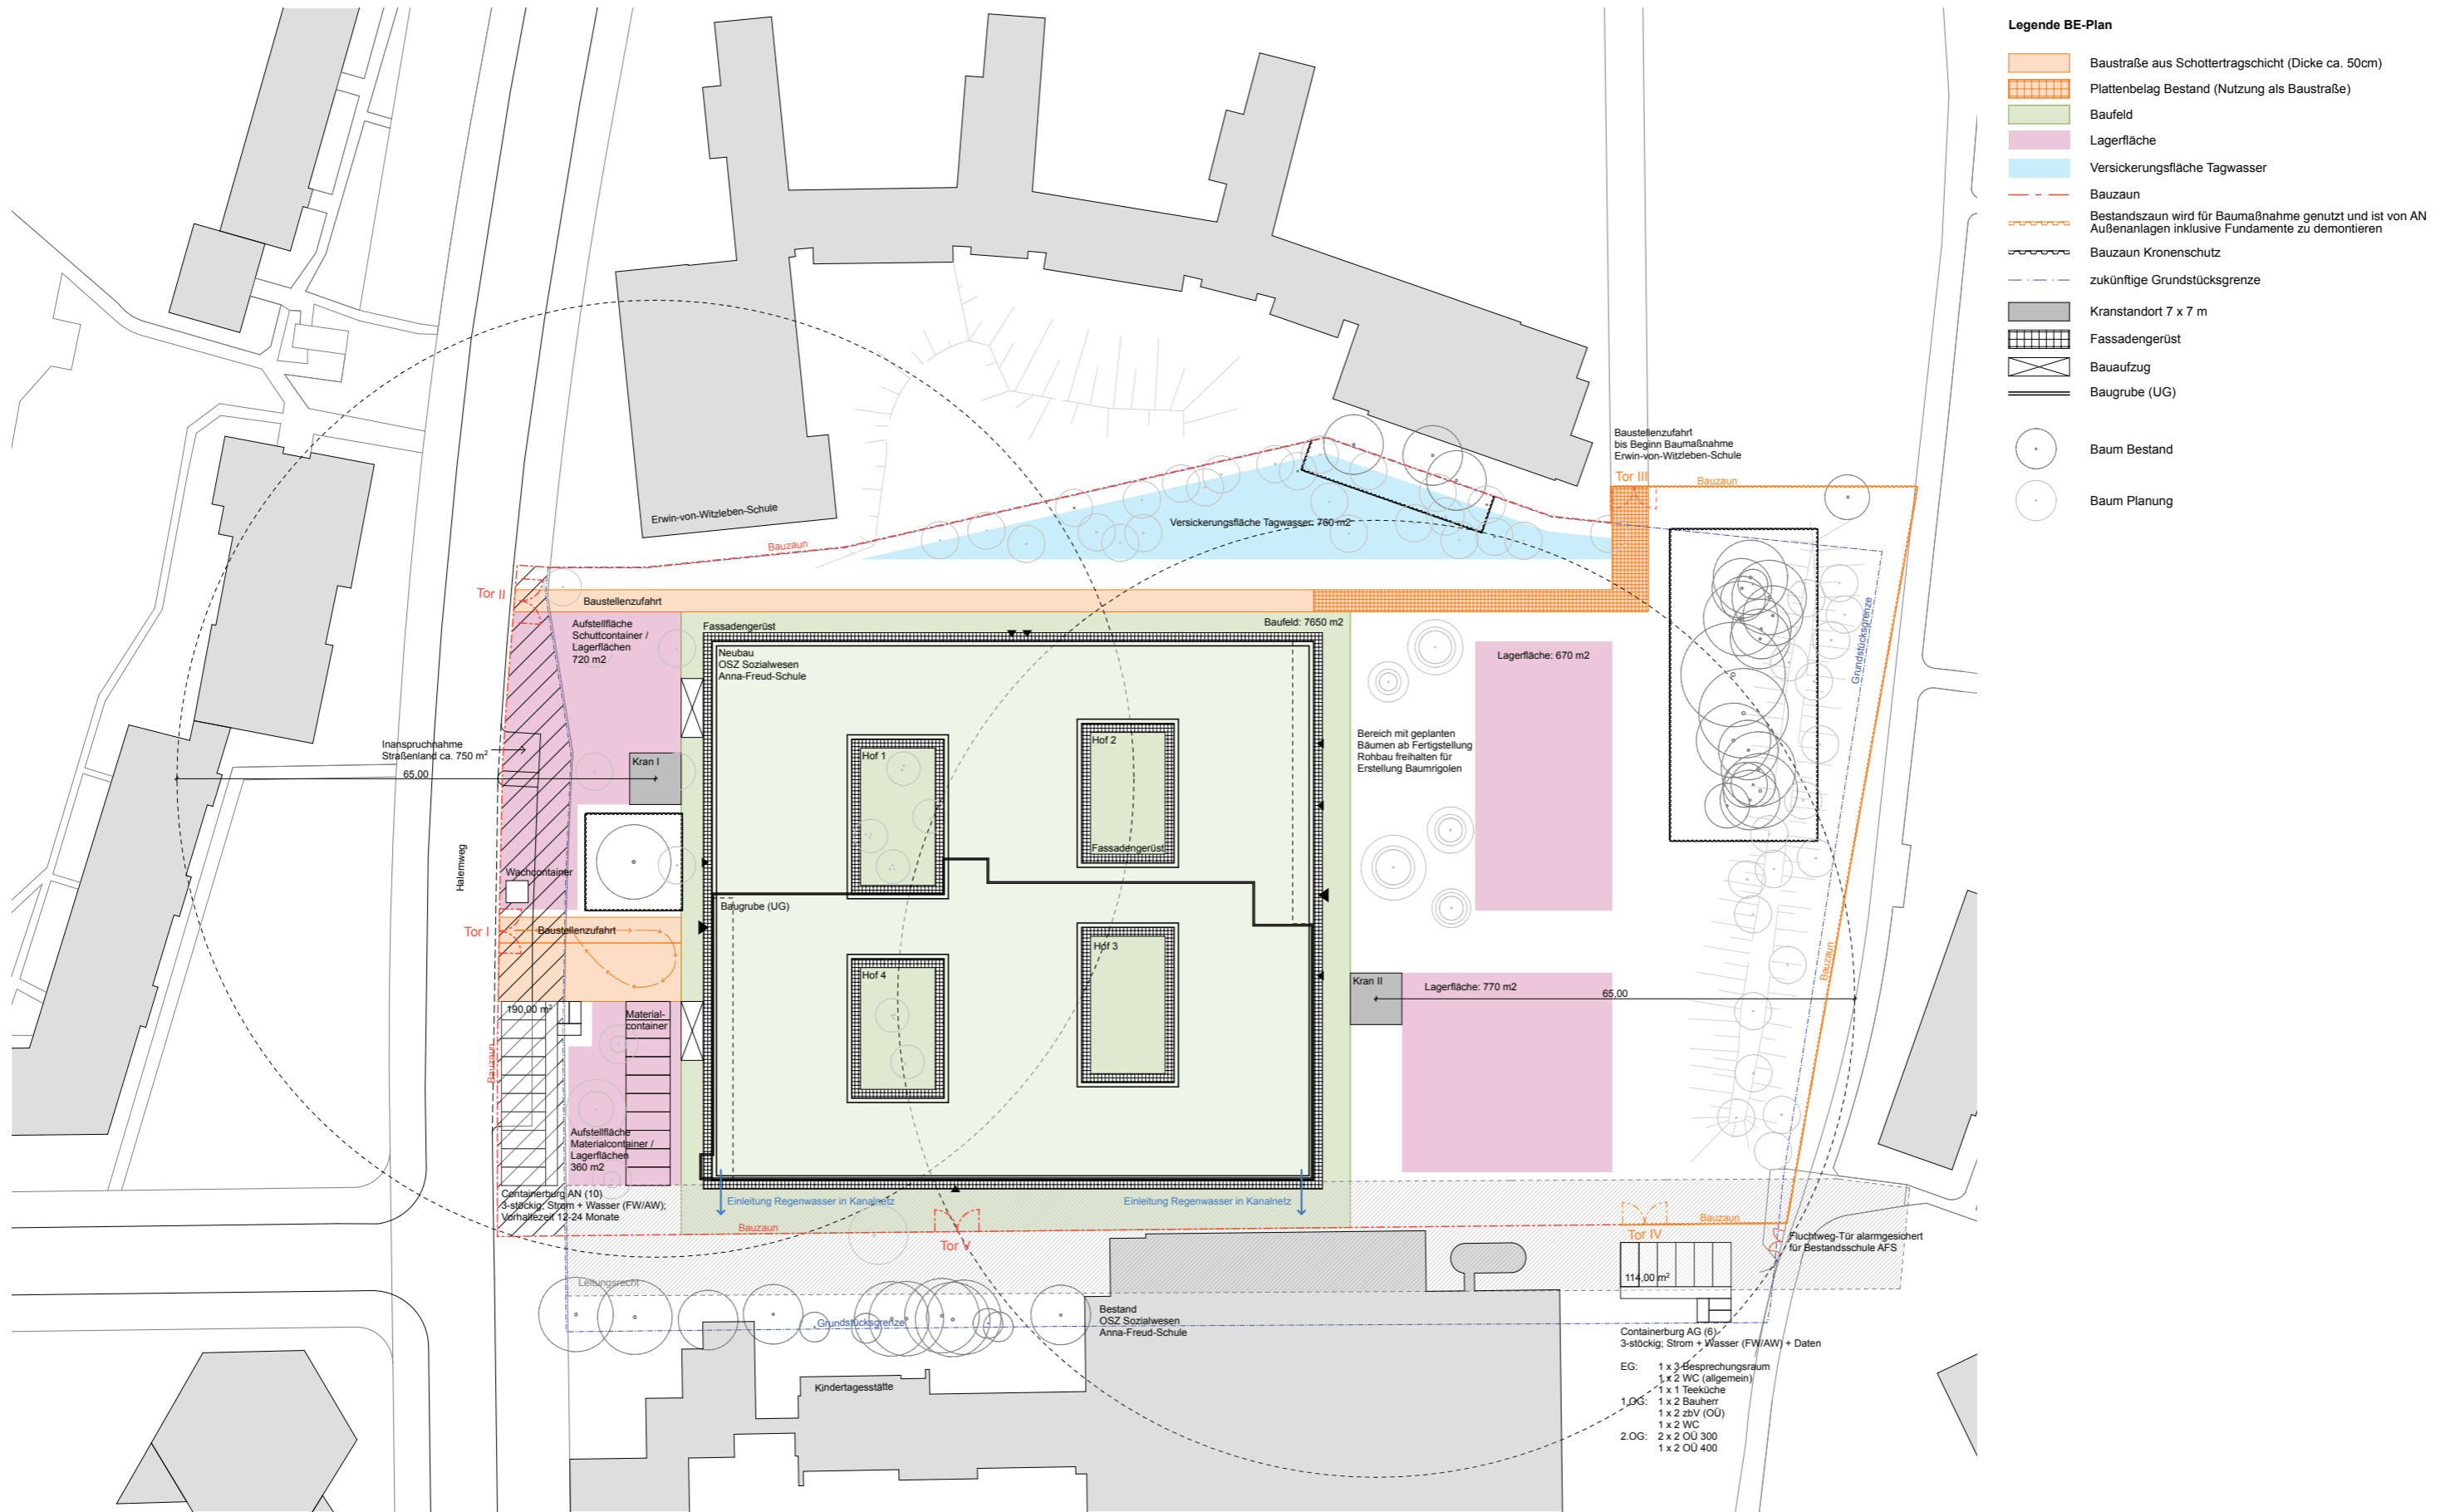 Legende BE-Plan
Baustraße aus Schottertragschicht (Dicke ca. 50cm)
Plattenbelag Bestand (Nutzung als Baustraße)
Baufeld
Lagerfläche
Versickerungsfläche Tagwasser
Bauzaun
Bestandszaun wird für Baumaßnahme genutzt und ist von AN
Außenanlagen inklusive Fundamente zu demontieren
Bauzaun Kronenschutz
zukünftige Grundstücksgrenze
Kranstandort 7 x 7 m
Fassadengerüst
Bauaufzug
Baugrube (UG)
Baum Bestand
Baum Planung
Baustellenzufahrt
bis Beginn Baumaßnahme
Erwin-von-Witzleben-Schule
Tor III
Bauzaun
Erwin-von-Witzleben-Schule
Versickerungsfläche Tagwasser: 760 m2
Bauzaun
Tor II
Baustellenzufahrt
Aufstellfläche
Schuttcontainer /
Lagerflächen
720 m2
Fassadengerüst
Baufeld: 7650 m2
Neubau
OSZ Sozialwesen
Anna-Freud-Schule
Lagerfläche: 670 m2
Grundstücksgrenze
Inanspruchnahme
Straßenland ca. 750 m²
65,00
Kran I
Hof 1
Hof 2
Bereich mit geplanten
Bäumen ab Fertigstellung
Rohbau freihalten für
Erstellung Baumrigolen
Fassadengerüst
Halemweg
Wachcontainer
Baugrube (UG)
Tor I
Baustellenzufahrt
Hof 3
Hof 4
Bauzaun
Kran II
Lagerfläche: 770 m2
65,00
190,00 m²
Material-
container
Bauzaun
Aufstellfläche
Materialcontainer /
Lagerflächen
360 m2
Containerburg AN (10)
3-stöckig; Strom + Wasser (FW/AW);
Vorhaltezeit 12-24 Monate
Einleitung Regenwasser in Kanalnetz
Einleitung Regenwasser in Kanalnetz
Bauzaun
Tor V
Bauzaun
Tor IV
Fluchtweg-Tür alarmgesichert
für Bestandsschule AFS
114,00 m²
Leitungsrecht
Grundstücksgrenze
Bestand
OSZ Sozialwesen
Anna-Freud-Schule
Kindertagesstätte
Containerburg AG (6)
3-stöckig; Strom + Wasser (FW/AW) + Daten
EG: 1 x 3 Besprechungsraum
1 x 2 WC (allgemein)
1 x 1 Teeküche
1.OG: 1 x 2 Bauherr
1 x 2 zbV (OÜ)
1 x 2 WC
2.OG: 2 x 2 OÜ 300
1 x 2 OÜ 400